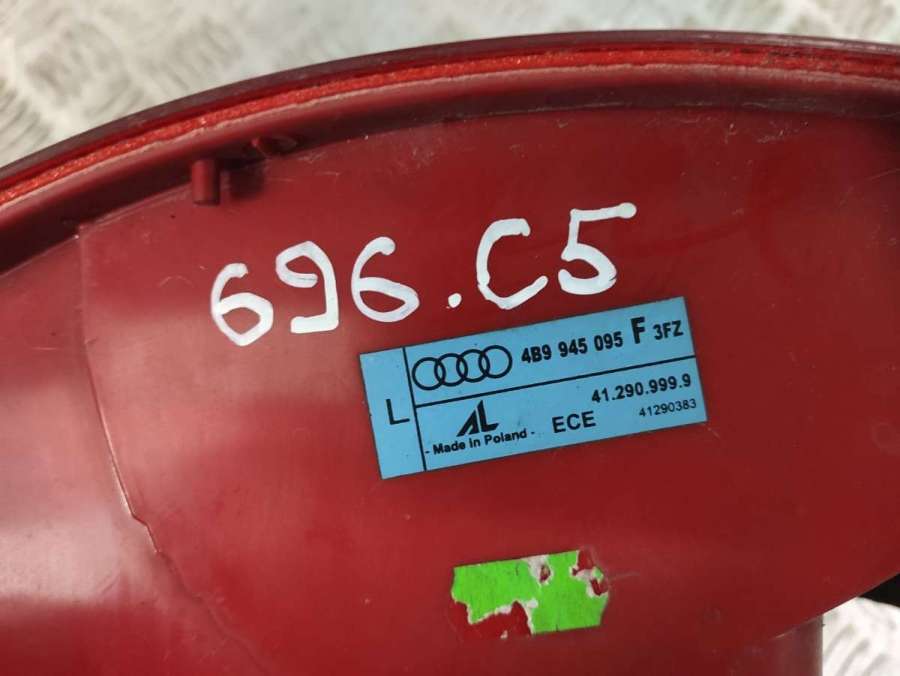 696.C5
4B9 945 095 F 3FZ
L
41.290.999.9
AL
ECE
41290383
- Made in Poland -